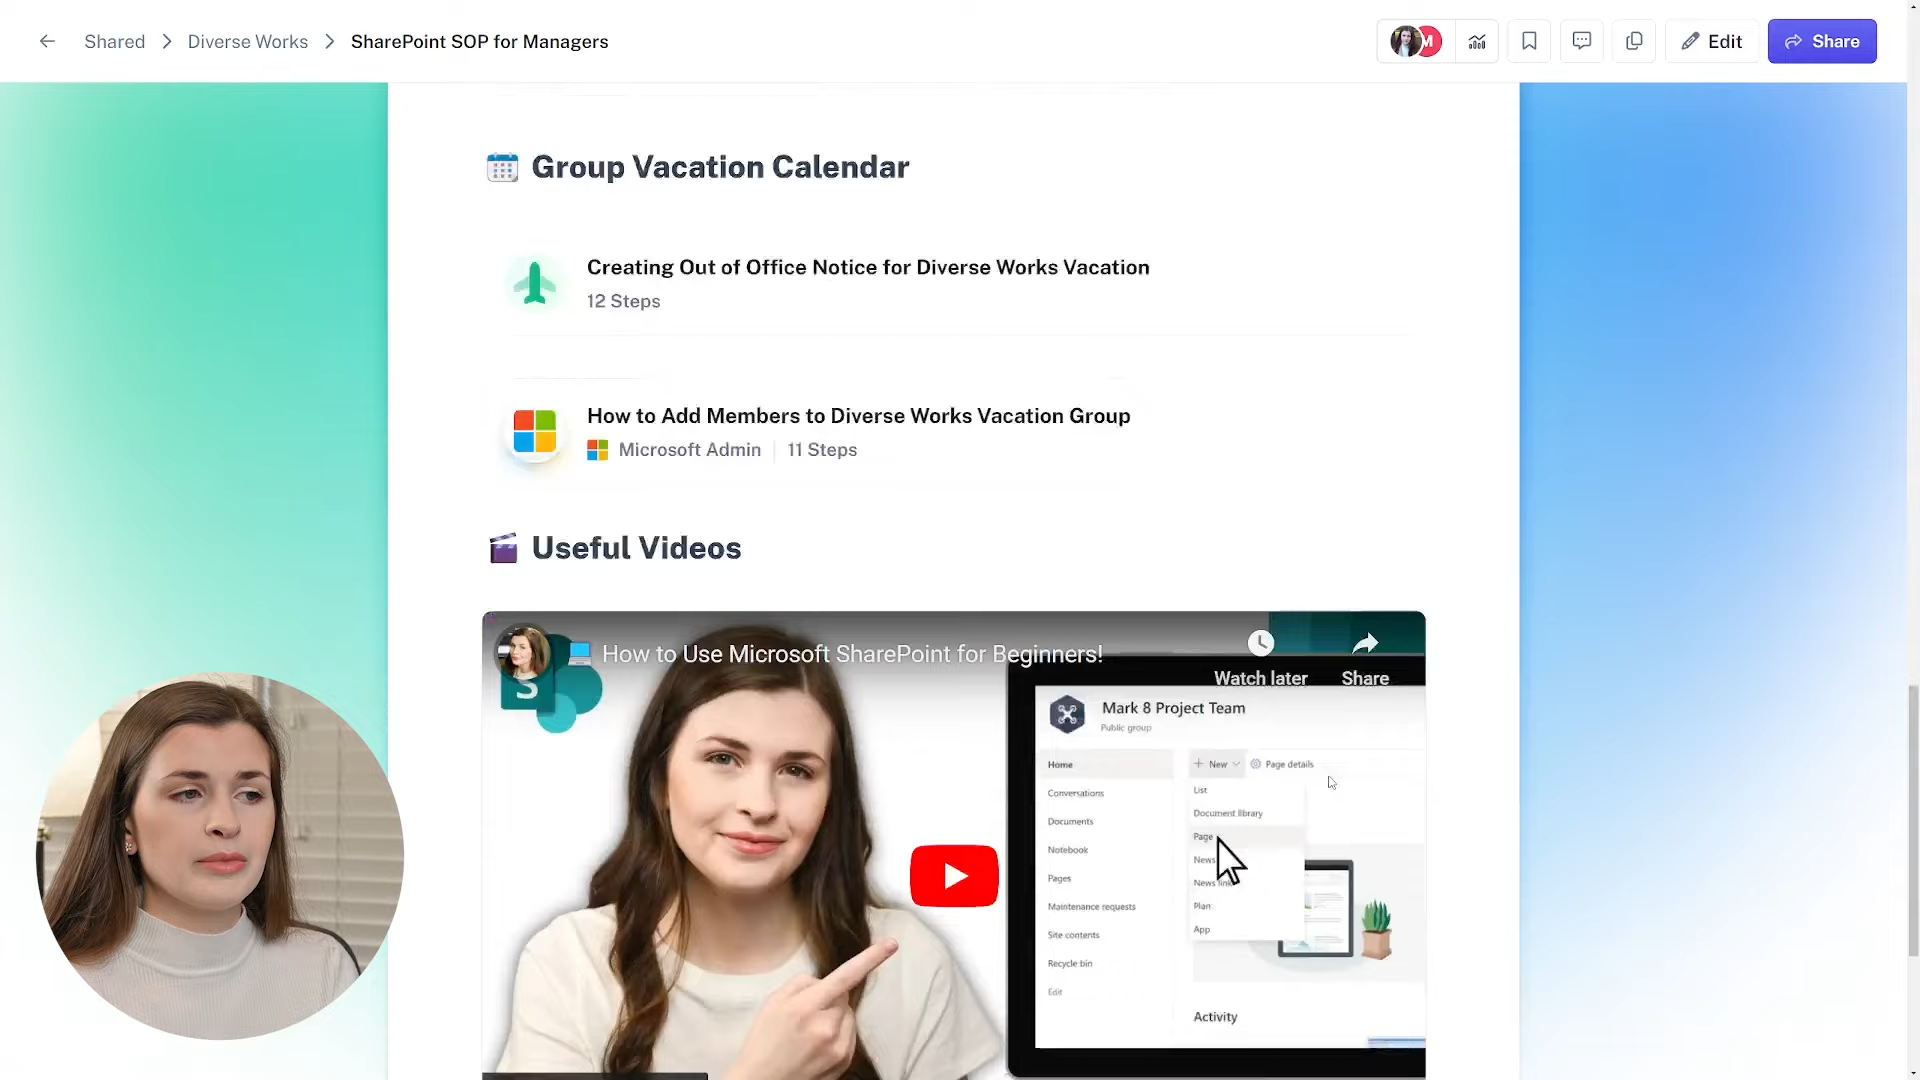 Shared > Diverse Works > SharePoint SOP for Managers
M
Edit
Share
Group Vacation Calendar
Creating Out of Office Notice for Diverse Works Vacation
12 Steps
How to Add Members to Diverse Works Vacation Group
Microsoft Admin | 11 Steps
Useful Videos
How to Use Microsoft SharePoint for Beginners!
Watch later
Share
S
Mark 8 Project Team
Public group
Home
Conversations
Documents
Notebook
Pages
Maintenance requests
Site contents
Recycle bin
Edit
+ New
Page details
List
Document library
Page
News
News link
Plan
App
Activity